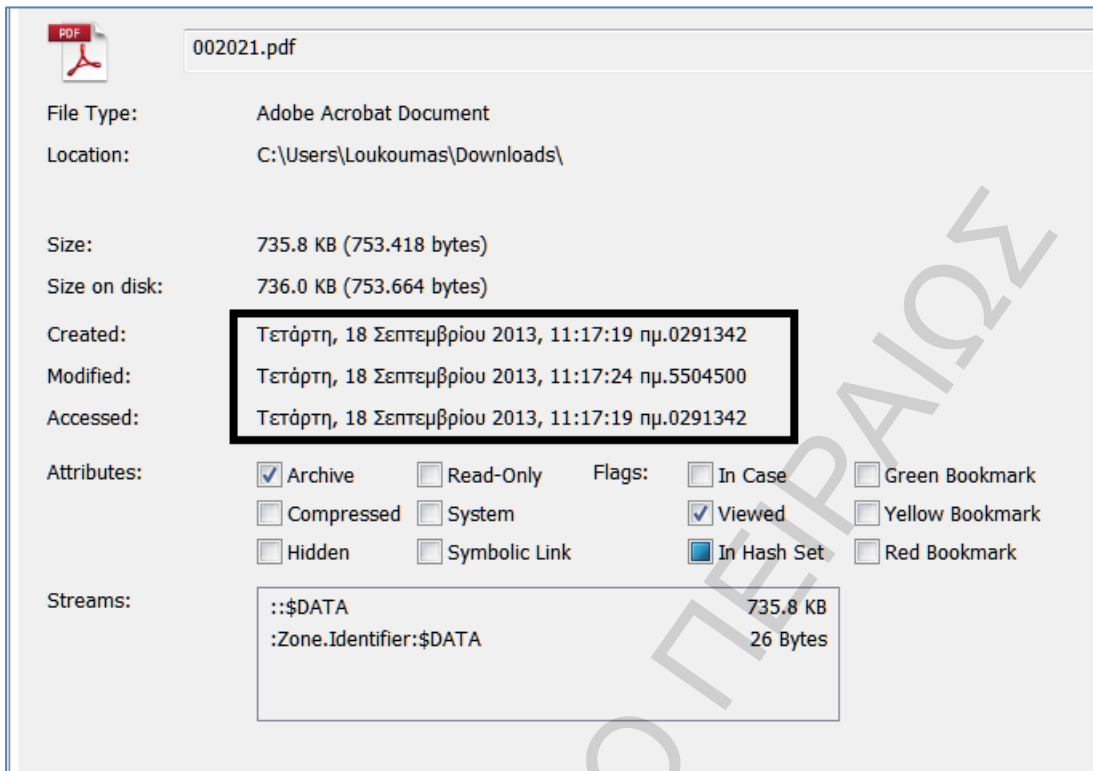 PDF
002021.pdf
File Type: Adobe Acrobat Document
Location: C:\Users\Loukoumas\Downloads\
Size: 735.8 KB (753.418 bytes)
Size on disk: 736.0 KB (753.664 bytes)
Created: Τετάρτη, 18 Σεπτεμβρίου 2013, 11:17:19 πμ.0291342
Modified: Τετάρτη, 18 Σεπτεμβρίου 2013, 11:17:24 πμ.5504500
Accessed: Τετάρτη, 18 Σεπτεμβρίου 2013, 11:17:19 πμ.0291342
Attributes: Archive Read-Only Flags: In Case Green Bookmark
Compressed System Viewed Yellow Bookmark
Hidden Symbolic Link In Hash Set Red Bookmark
Streams: ::$DATA 735.8 KB
:Zone.Identifier:$DATA 26 Bytes
Ο ΠΕΙΡΑΙΩΣ